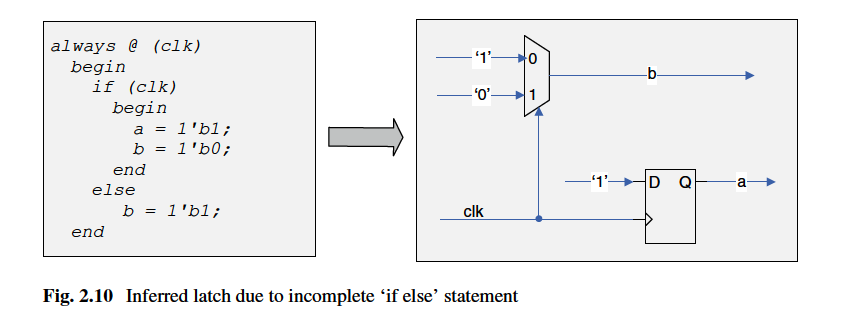 always @ (clk)
begin
if (clk)
begin
a = 1'b1;
b = 1'b0;
end
else
b = 1'b1;
end
'1' 0
b
'0' 1
'1' D Q a
clk
Fig. 2.10 Inferred latch due to incomplete ‘if else’ statement